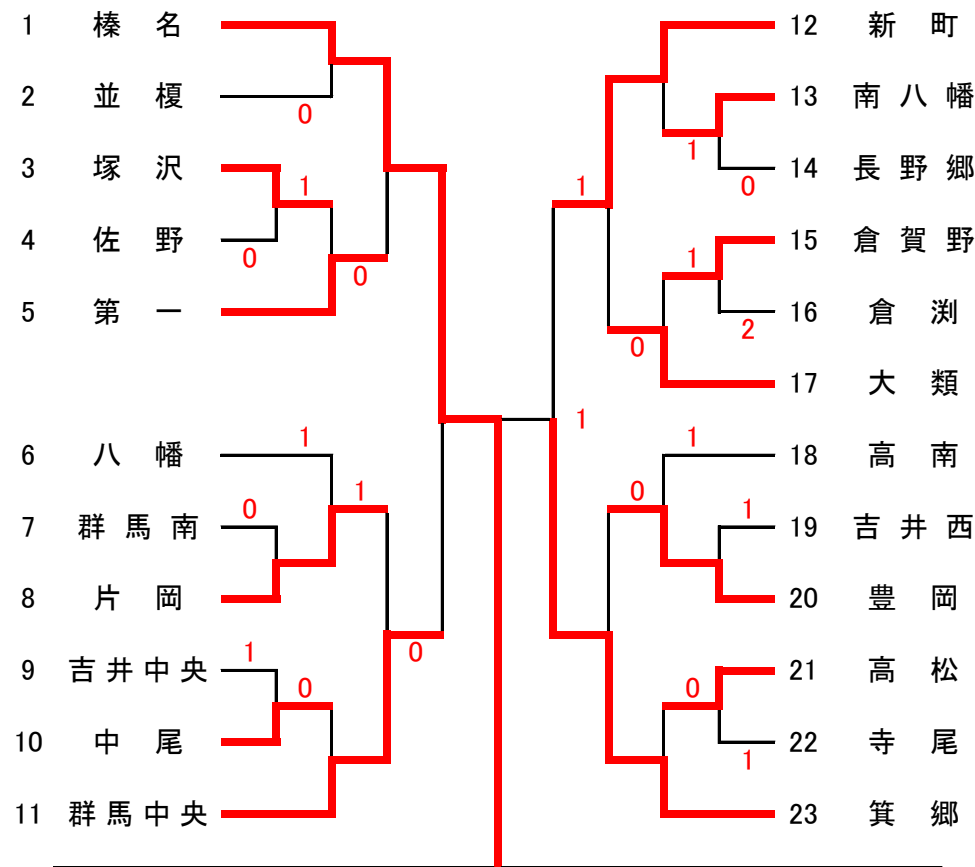 1 榛名
2 並榎
0
3 塚沢
1
4 佐野
0
0
5 第一
6 八幡
1
1
7 群馬南
0
8 片岡
9 吉井中央
1
0
0
10 中尾
11 群馬中央
12 新町
13 南八幡
1
14 長野郷
0
1
15 倉賀野
1
16 倉渕
2
0
17 大類
1
18 高南
1
0
19 吉井西
1
20 豊岡
21 高松
0
22 寺尾
1
23 箕郷